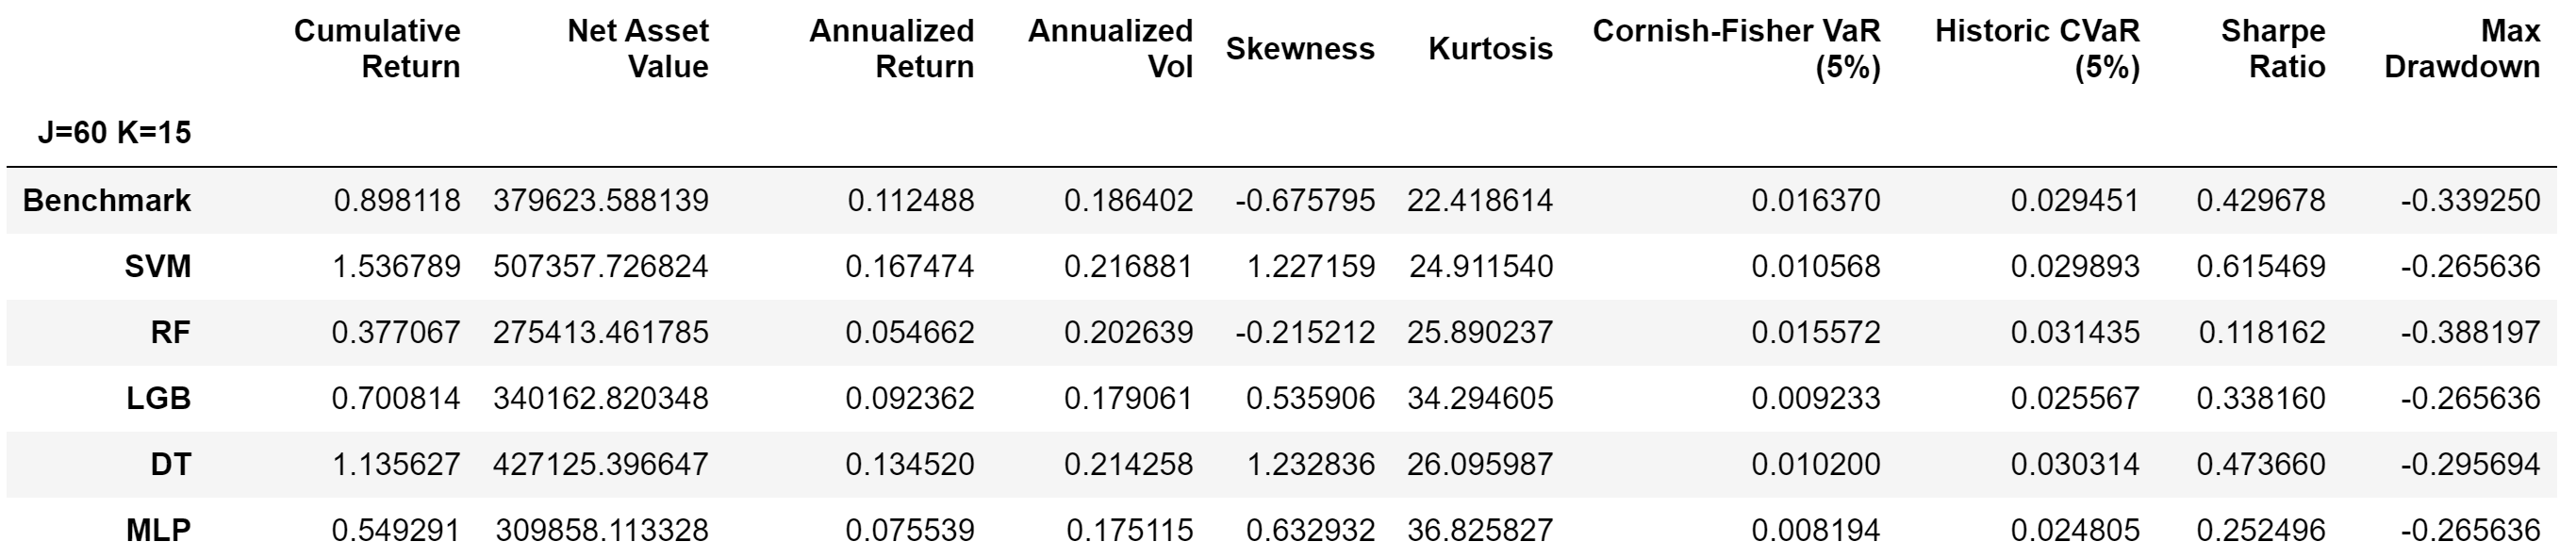 Cumulative Return Net Asset Value Annualized Return Annualized Vol Skewness Kurtosis Cornish-Fisher VaR (5%) Historic CVaR (5%) Sharpe Ratio Max Drawdown
J=60 K=15
Benchmark 0.898118 379623.588139 0.112488 0.186402 -0.675795 22.418614 0.016370 0.029451 0.429678 -0.339250
SVM 1.536789 507357.726824 0.167474 0.216881 1.227159 24.911540 0.010568 0.029893 0.615469 -0.265636
RF 0.377067 275413.461785 0.054662 0.202639 -0.215212 25.890237 0.015572 0.031435 0.118162 -0.388197
LGB 0.700814 340162.820348 0.092362 0.179061 0.535906 34.294605 0.009233 0.025567 0.338160 -0.265636
DT 1.135627 427125.396647 0.134520 0.214258 1.232836 26.095987 0.010200 0.030314 0.473660 -0.295694
MLP 0.549291 309858.113328 0.075539 0.175115 0.632932 36.825827 0.008194 0.024805 0.252496 -0.265636